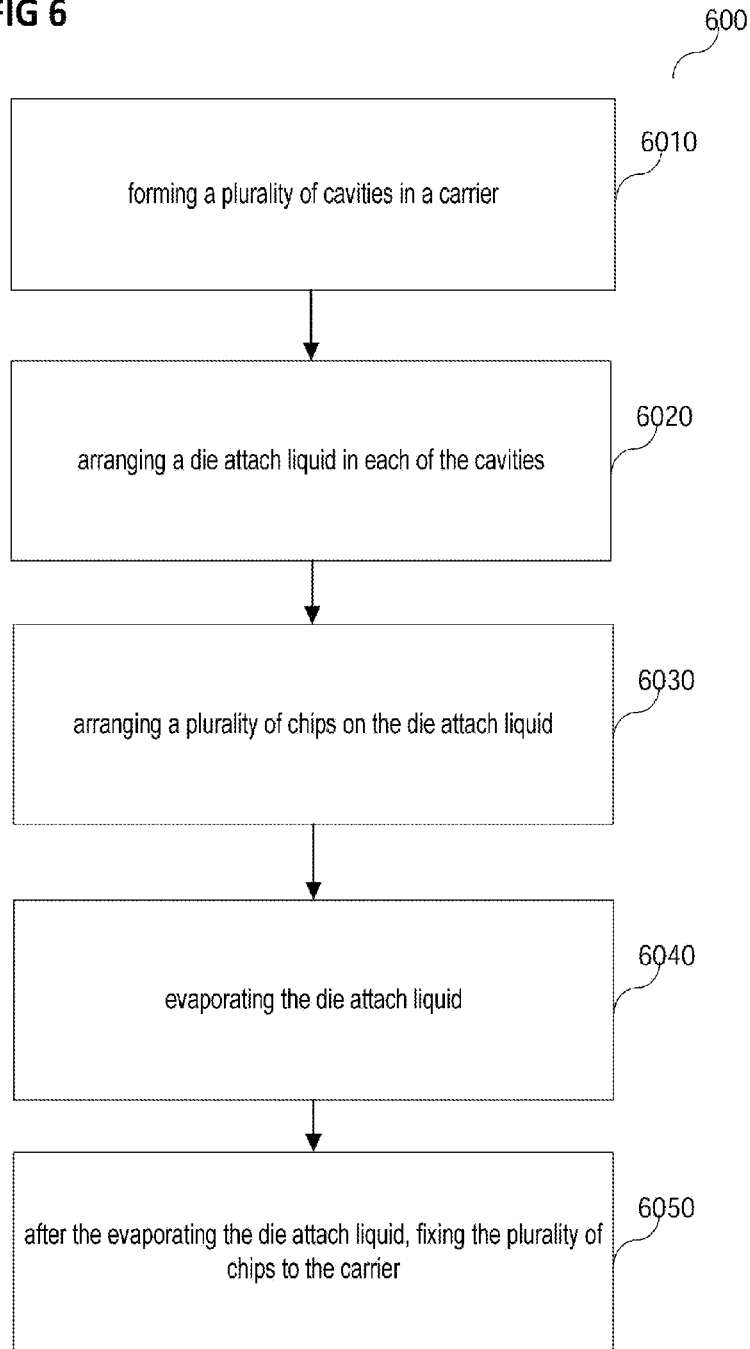 FIG 6
600
6010
forming a plurality of cavities in a carrier
6020
arranging a die attach liquid in each of the cavities
6030
arranging a plurality of chips on the die attach liquid
6040
evaporating the die attach liquid
6050
after the evaporating the die attach liquid, fixing the plurality of
chips to the carrier